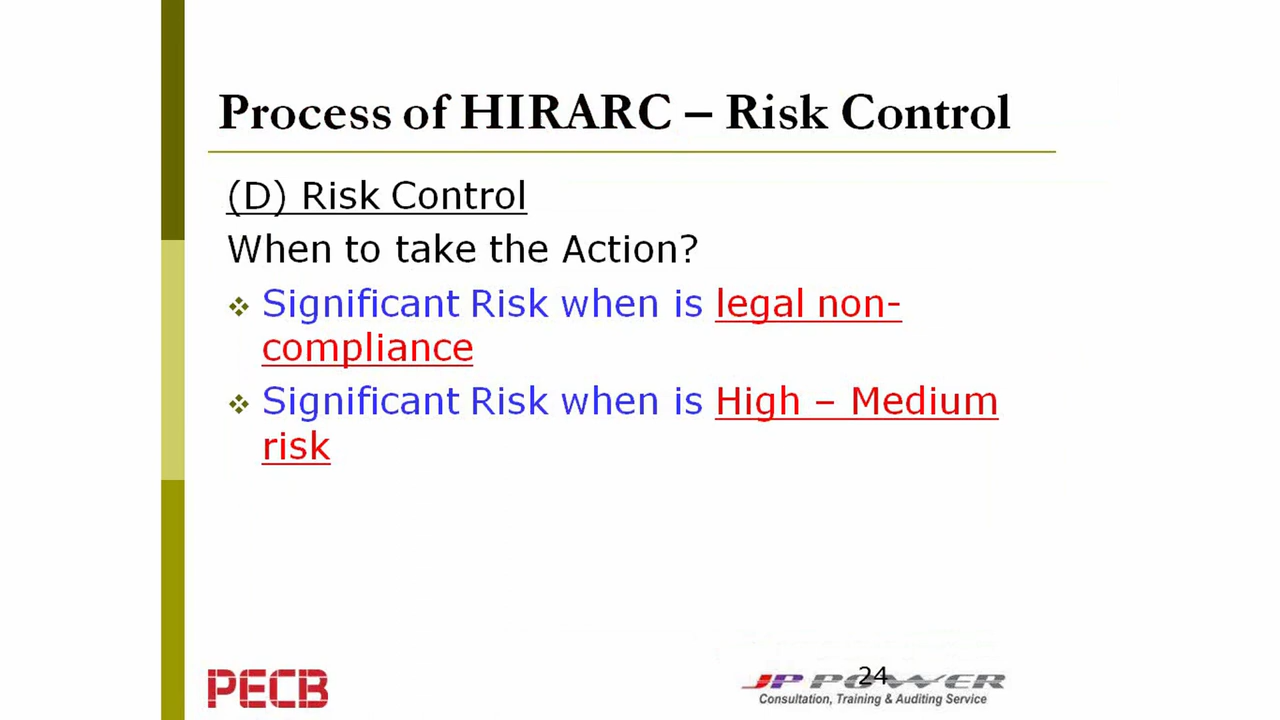 Process of HIRARC – Risk Control
(D) Risk Control
When to take the Action?
Significant Risk when is legal non-
compliance
Significant Risk when is High – Medium
risk
PECB
JP POWER
24
Consultation, Training & Auditing Service